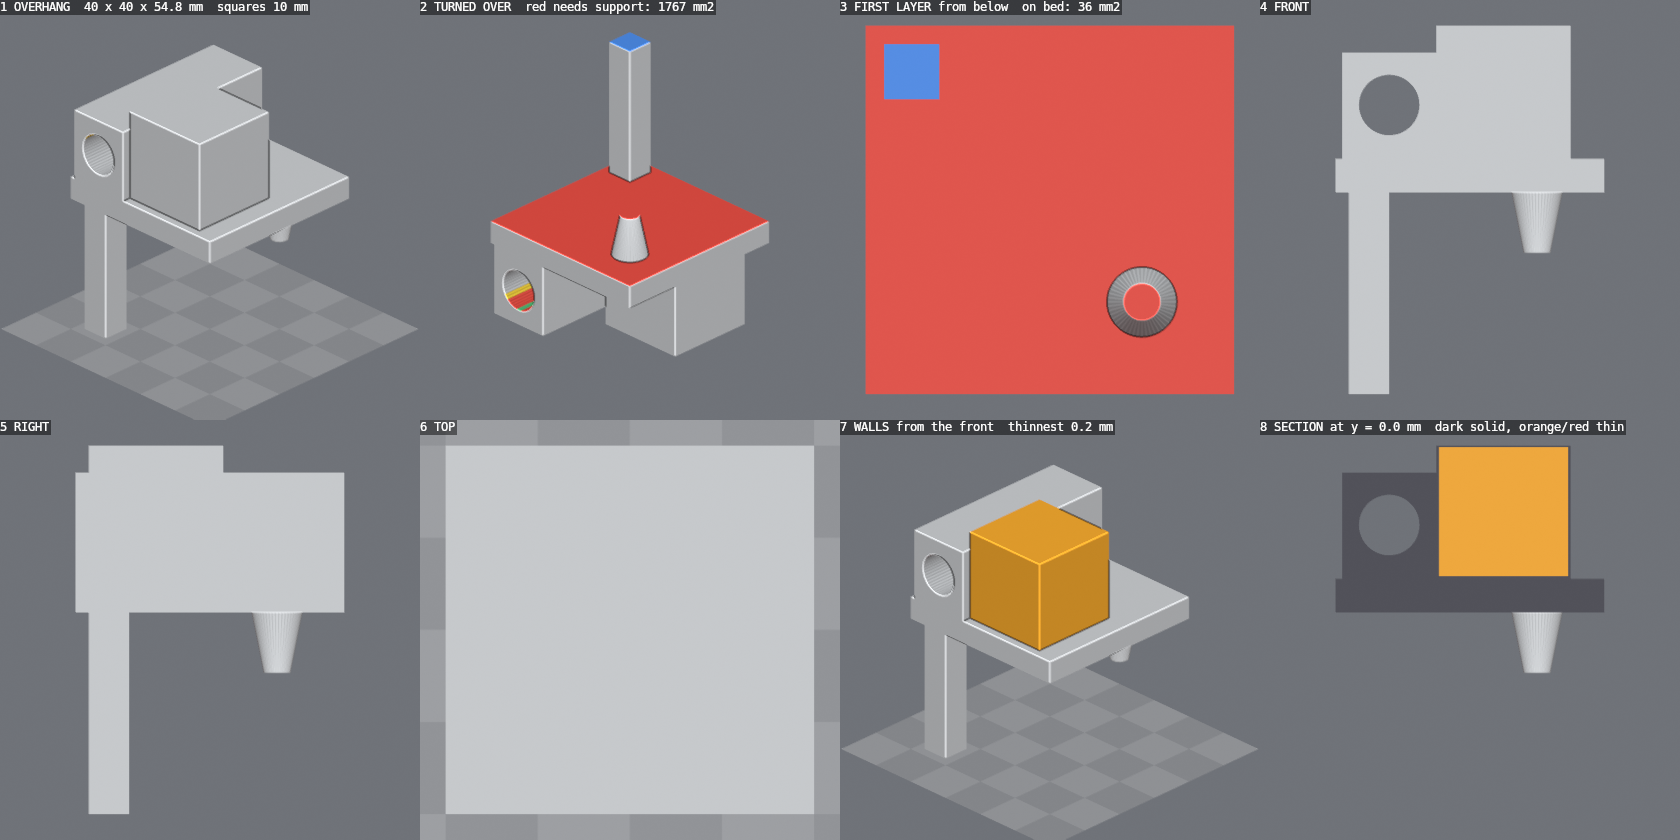 1 OVERHANG 40 x 40 x 54.8 mm squares 10 mm
2 TURNED OVER red needs support: 1767 mm2
3 FIRST LAYER from below on bed: 36 mm2
4 FRONT
5 RIGHT
6 TOP
7 WALLS from the front thinnest 0.2 mm
8 SECTION at y = 0.0 mm dark solid, orange/red thin